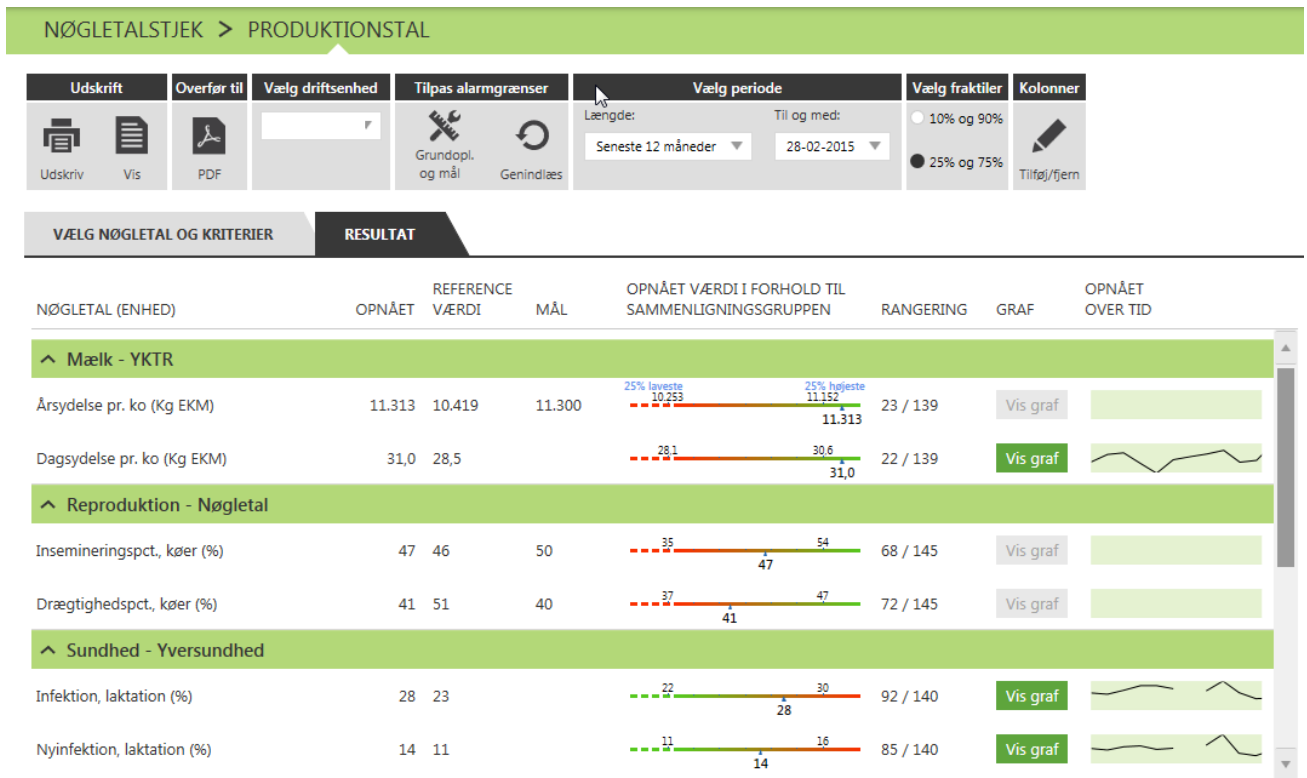 NØGLETALSTJEK > PRODUKTIONSTAL
Udskrift Overfør til Vælg driftsenhed Tilpas alarmgrænser Vælg periode Vælg fraktiler Kolonner
Længde: Til og med:
10% og 90%
Seneste 12 måneder 28-02-2015
Grundopl.
og mål
25% og 75%
Udskriv Vis PDF Genindlæs Tilføj/fjern
VÆLG NØGLETAL OG KRITERIER RESULTAT
NØGLETAL (ENHED) OPNÅET
REFERENCE
VÆRDI
MÅL
OPNÅET VÆRDI I FORHOLD TIL
SAMMENLIGNINGSGRUPPEN
RANGERING GRAF
OPNÅET
OVER TID
Mælk - YKTR
25% laveste 25% højeste
10.253 11.152
Årsydelse pr. ko (Kg EKM) 11.313 10.419 11.300 23 / 139 Vis graf
11.313
28,1 30,6
Dagsydelse pr. ko (Kg EKM) 31,0 28,5 22 / 139 Vis graf
31,0
Reproduktion - Nøgletal
35 54
Insemineringspct., køer (%) 47 46 50 68 / 145 Vis graf
47
37 47
Drægtighedspct., køer (%) 41 51 40 72 / 145 Vis graf
41
Sundhed - Yversundhed
22 30
Infektion, laktation (%) 28 23 92 / 140 Vis graf
28
11 16
Nyinfektion, laktation (%) 14 11 85 / 140 Vis graf
14